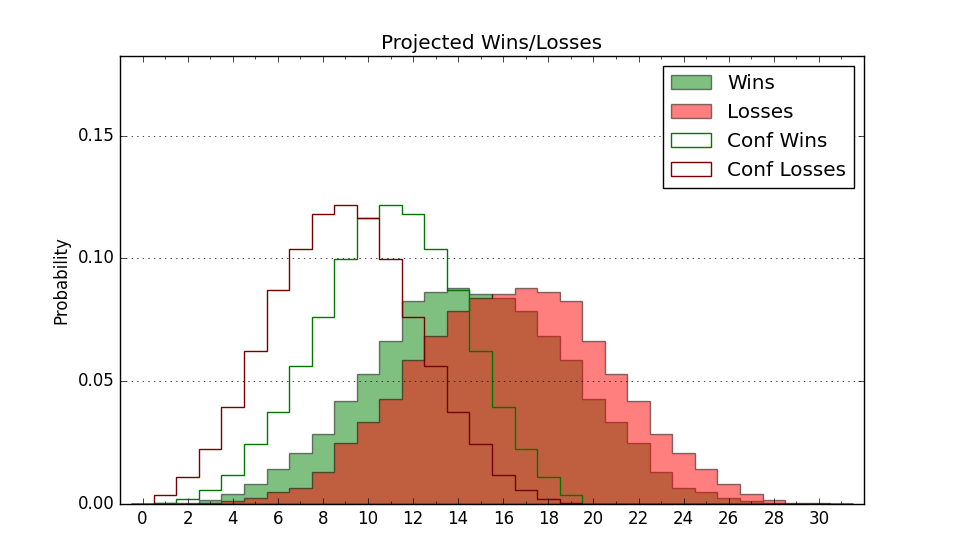 Projected Wins/Losses
Wins
Losses
Conf Wins
Conf Losses
Probability
0.15
0.10
0.05
0.00
0 2 4 6 8 10 12 14 16 18 20 22 24 26 28 30